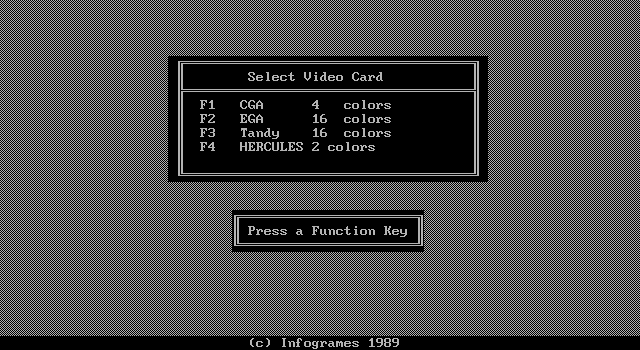 Select Video Card
F1 CGA 4 colors
F2 EGA 16 colors
F3 Tandy 16 colors
F4 HERCULES 2 colors
Press a Function Key
(c) Infogrames 1989